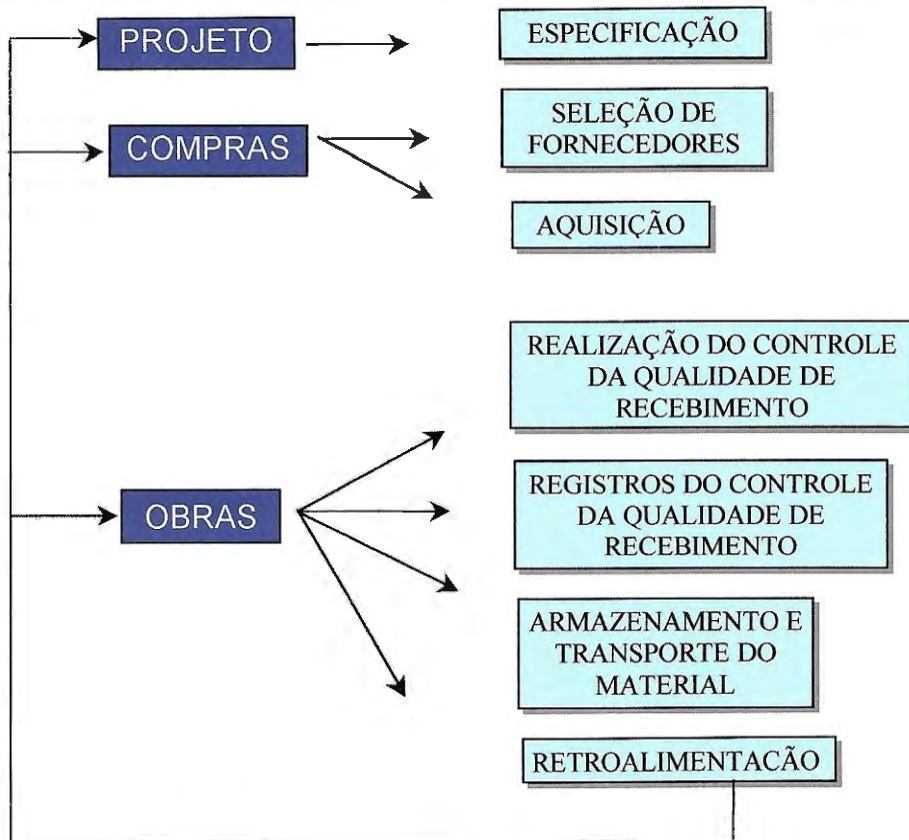 PROJETO
ESPECIFICAÇÃO
COMPRAS
SELEÇÃO DE
FORNECEDORES
AQUISIÇÃO
REALIZAÇÃO DO CONTROLE
DA QUALIDADE DE
RECEBIMENTO
OBRAS
REGISTROS DO CONTROLE
DA QUALIDADE DE
RECEBIMENTO
ARMAZENAMENTO E
TRANSPORTE DO
MATERIAL
RETROALIMENTACÃO